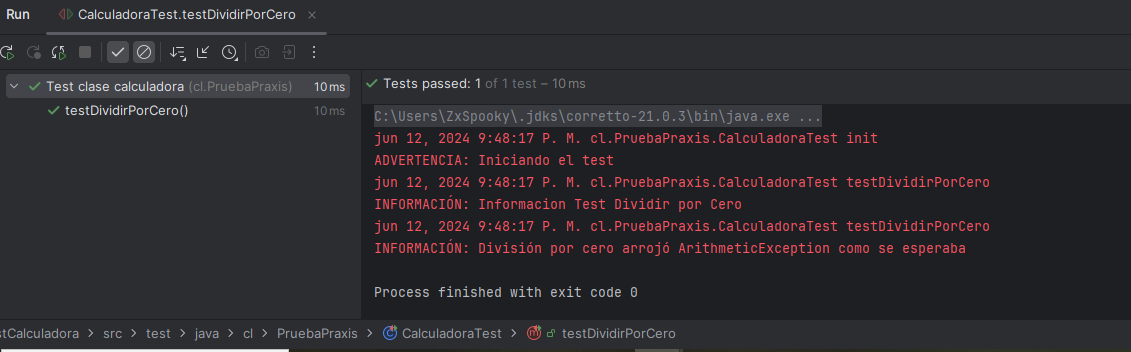 Run CalculadoraTest.testDividirPorCero
Test clase calculadora (cl.PruebaPraxis) 10 ms
testDividirPorCero() 10 ms
Tests passed: 1 of 1 test – 10 ms
C:\Users\ZxSpooky\.jdks\corretto-21.0.3\bin\java.exe ...
jun 12, 2024 9:48:17 P. M. cl.PruebaPraxis.CalculadoraTest init
ADVERTENCIA: Iniciando el test
jun 12, 2024 9:48:17 P. M. cl.PruebaPraxis.CalculadoraTest testDividirPorCero
INFORMACIÓN: Informacion Test Dividir por Cero
jun 12, 2024 9:48:17 P. M. cl.PruebaPraxis.CalculadoraTest testDividirPorCero
INFORMACIÓN: División por cero arrojó ArithmeticException como se esperaba
Process finished with exit code 0
tCalculadora > src > test > java > cl > PruebaPraxis > CalculadoraTest > testDividirPorCero